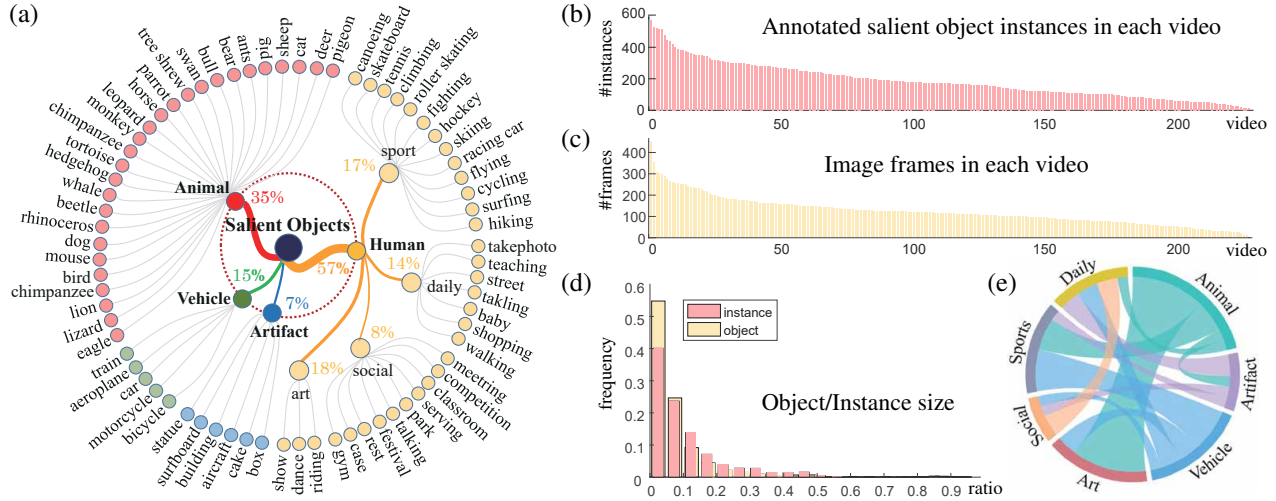 (a)
pigeon
deer
cat
sheep
pig
ants
bear
bull
swan
tree shrew
parrot
horse
leopard
monkey
chimpanzee
tortoise
hedgehog
whale
beetle
rhinoceros
dog
mouse
bird
chimpanzee
lion
lizard
eagle
train
aeroplane
car
motorcycle
bicycle
statue
surfboard
building
aircraft
cake
box
show
dance
riding
gym
case
rest
festival
talking
park
serving
classroom
competition
meetring
walking
shopping
baby
takling
street
teaching
takephoto
hiking
surfing
cycling
flying
racing car
skiing
hockey
fighting
roller skating
climbing
tennis
skateboard
canoeing
Animal
35%
Salient Objects
Human
57%
15%
Vehicle
7%
Artifact
17%
sport
14%
daily
8%
social
18%
art
(b)
Annotated salient object instances in each video
#instances
600
400
200
0
0
50
100
150
200
video
(c)
Image frames in each video
#frames
400
300
200
100
0
0
50
100
150
200
video
(d)
Object/Instance size
instance
object
frequency
0.6
0.5
0.4
0.3
0.2
0.1
0
0
0.1
0.2
0.3
0.4
0.5
0.6
0.7
0.8
0.9
ratio
(e)
Daily
Animal
Sports
Artifact
Social
Vehicle
Art